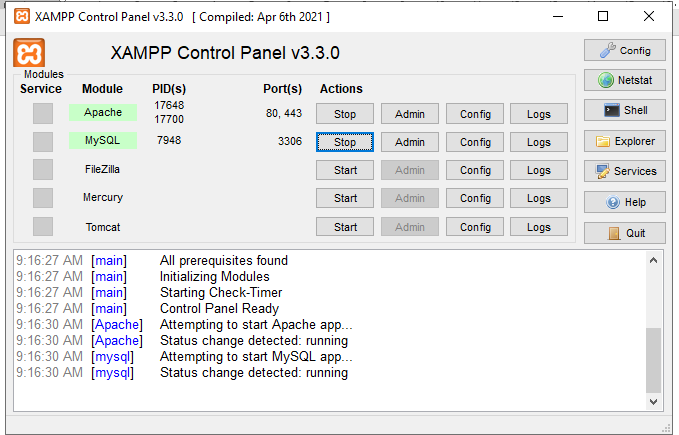 XAMPP Control Panel v3.3.0 [ Compiled: Apr 6th 2021 ]
XAMPP Control Panel v3.3.0
Config
Modules
Service Module PID(s) Port(s) Actions
Netstat
Apache 17648 17700 80, 443 Stop Admin Config Logs
Shell
MySQL 7948 3306 Stop Admin Config Logs
Explorer
FileZilla Start Admin Config Logs
Services
Mercury Start Admin Config Logs
Help
Tomcat Start Admin Config Logs
Quit
9:16:27 AM [main] All prerequisites found
9:16:27 AM [main] Initializing Modules
9:16:27 AM [main] Starting Check-Timer
9:16:27 AM [main] Control Panel Ready
9:16:30 AM [Apache] Attempting to start Apache app...
9:16:30 AM [Apache] Status change detected: running
9:16:30 AM [mysql] Attempting to start MySQL app...
9:16:30 AM [mysql] Status change detected: running